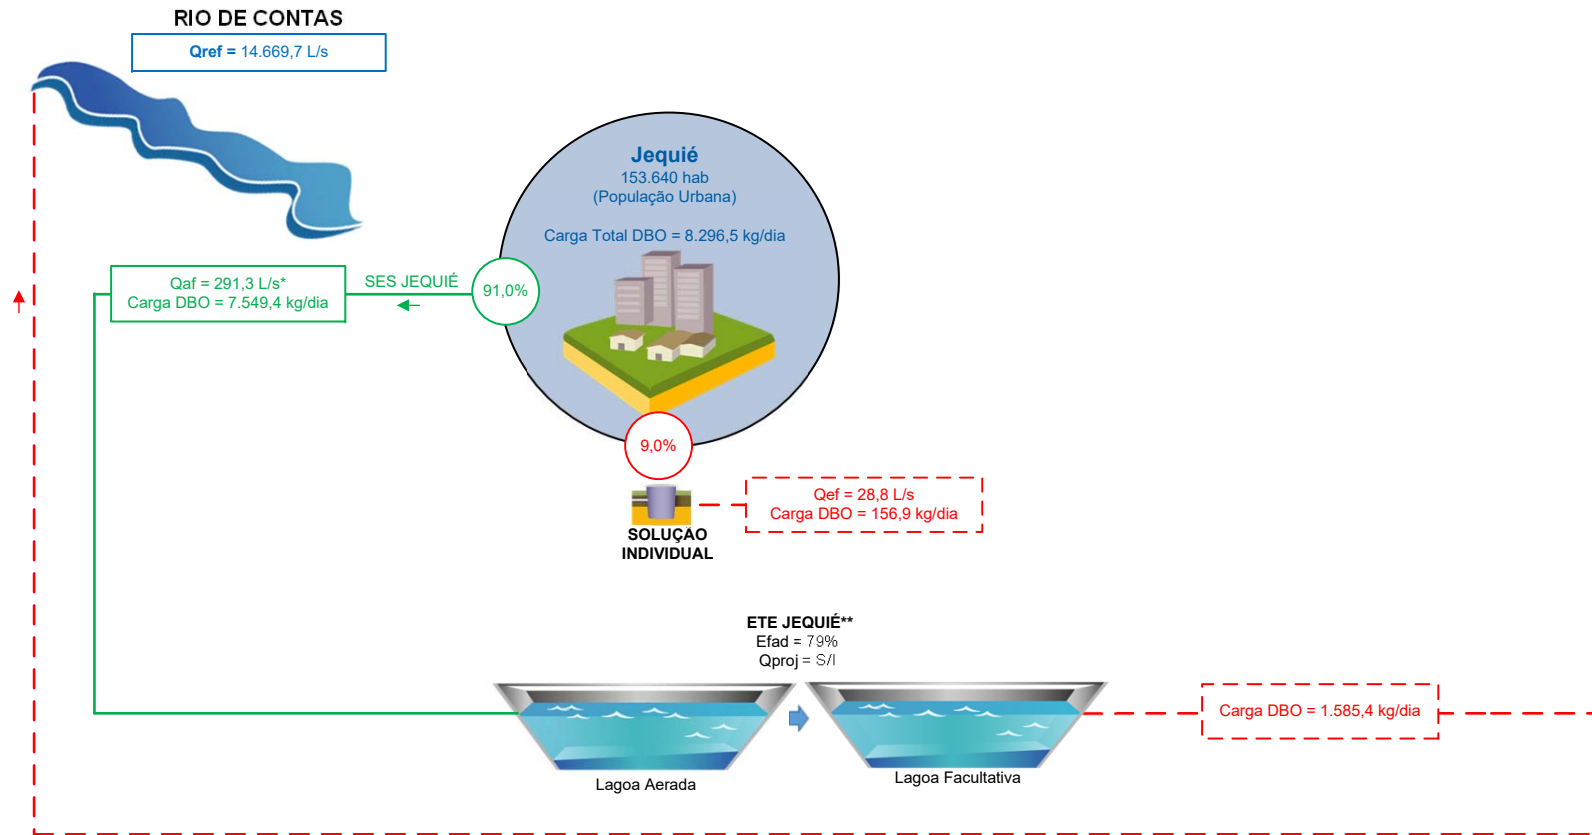 RIO DE CONTAS
Qref = 14.669,7 L/s
Jequié
153.640 hab
(População Urbana)
Carga Total DBO = 8.296,5 kg/dia
Qaf = 291,3 L/s*
Carga DBO = 7.549,4 kg/dia
SES JEQUIÉ
91,0%
9,0%
SOLUÇÃO
INDIVIDUAL
Qef = 28,8 L/s
Carga DBO = 156,9 kg/dia
ETE JEQUIÉ**
Efad = 79%
Qproj = S/I
Lagoa Aerada
Lagoa Facultativa
Carga DBO = 1.585,4 kg/dia